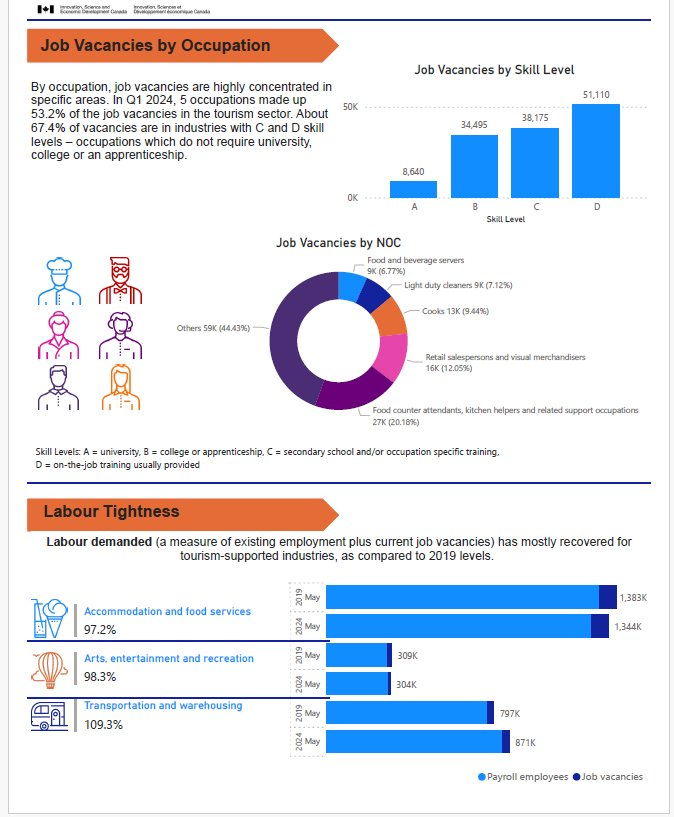 Innovation, Science and Innovation, Sciences et
Economic Development Canada Développement économique Canada
Job Vacancies by Occupation
By occupation, job vacancies are highly concentrated in
specific areas. In Q1 2024, 5 occupations made up
53.2% of the job vacancies in the tourism sector. About
67.4% of vacancies are in industries with C and D skill
levels – occupations which do not require university,
college or an apprenticeship.
Job Vacancies by Skill Level
50K
0K
8,640
34,495
38,175
51,110
A B C D
Skill Level
Job Vacancies by NOC
Food and beverage servers
9K (6.77%)
Light duty cleaners 9K (7.12%)
Cooks 13K (9.44%)
Others 59K (44.43%)
Retail salespersons and visual merchandisers
16K (12.05%)
Food counter attendants, kitchen helpers and related support occupations
27K (20.18%)
Skill Levels: A = university, B = college or apprenticeship, C = secondary school and/or occupation specific training,
D = on-the-job training usually provided
Labour Tightness
Labour demanded (a measure of existing employment plus current job vacancies) has mostly recovered for
tourism-supported industries, as compared to 2019 levels.
Accommodation and food services
97.2%
2019 May 1,383K
2024 May 1,344K
Arts, entertainment and recreation
98.3%
2019 May 309K
2024 May 304K
Transportation and warehousing
109.3%
2019 May 797K
2024 May 871K
Payroll employees Job vacancies